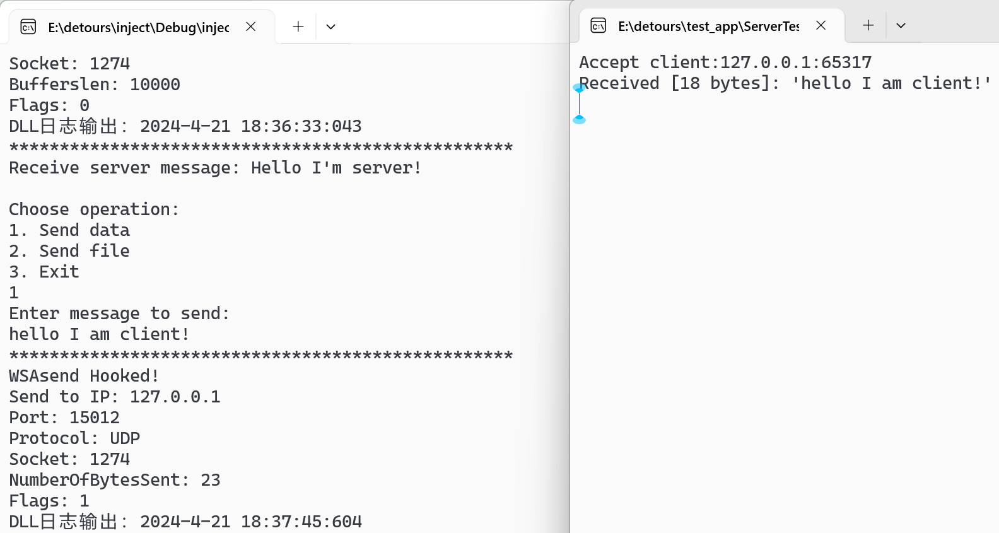 E:\detours\inject\Debug\injec
Socket: 1274
Bufferslen: 10000
Flags: 0
DLL日志输出: 2024-4-21 18:36:33:043
**************************************************
Receive server message: Hello I'm server!
Choose operation:
1. Send data
2. Send file
3. Exit
1
Enter message to send:
hello I am client!
**************************************************
WSAsend Hooked!
Send to IP: 127.0.0.1
Port: 15012
Protocol: UDP
Socket: 1274
NumberOfBytesSent: 23
Flags: 1
DLL日志输出: 2024-4-21 18:37:45:604
E:\detours\test_app\ServerTes
Accept client:127.0.0.1:65317
Received [18 bytes]: 'hello I am client!'